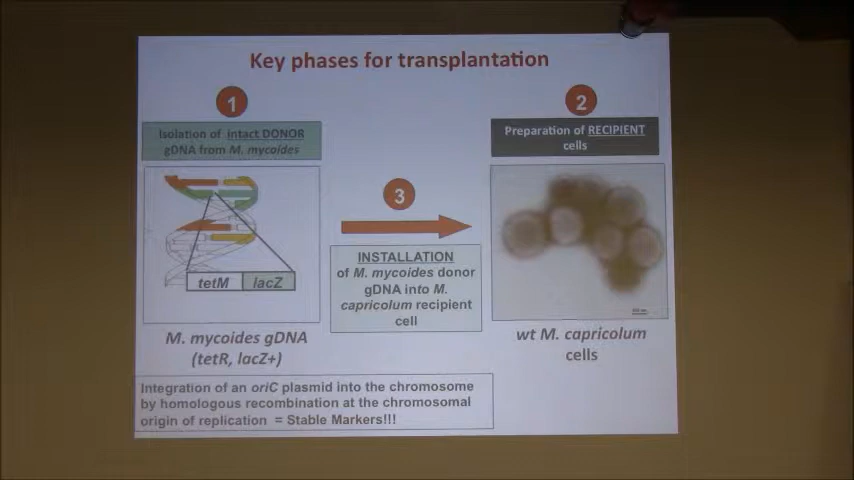 Key phases for transplantation
1
Isolation of intact DONOR
gDNA from M. mycoides
tetM lacZ
M. mycoides gDNA
(tetR, lacZ+)
3
INSTALLATION
of M. mycoides donor
gDNA into M.
capricolum recipient
cell
2
Preparation of RECIPIENT
cells
wt M. capricolum
cells
Integration of an oriC plasmid into the chromosome
by homologous recombination at the chromosomal
origin of replication = Stable Markers!!!